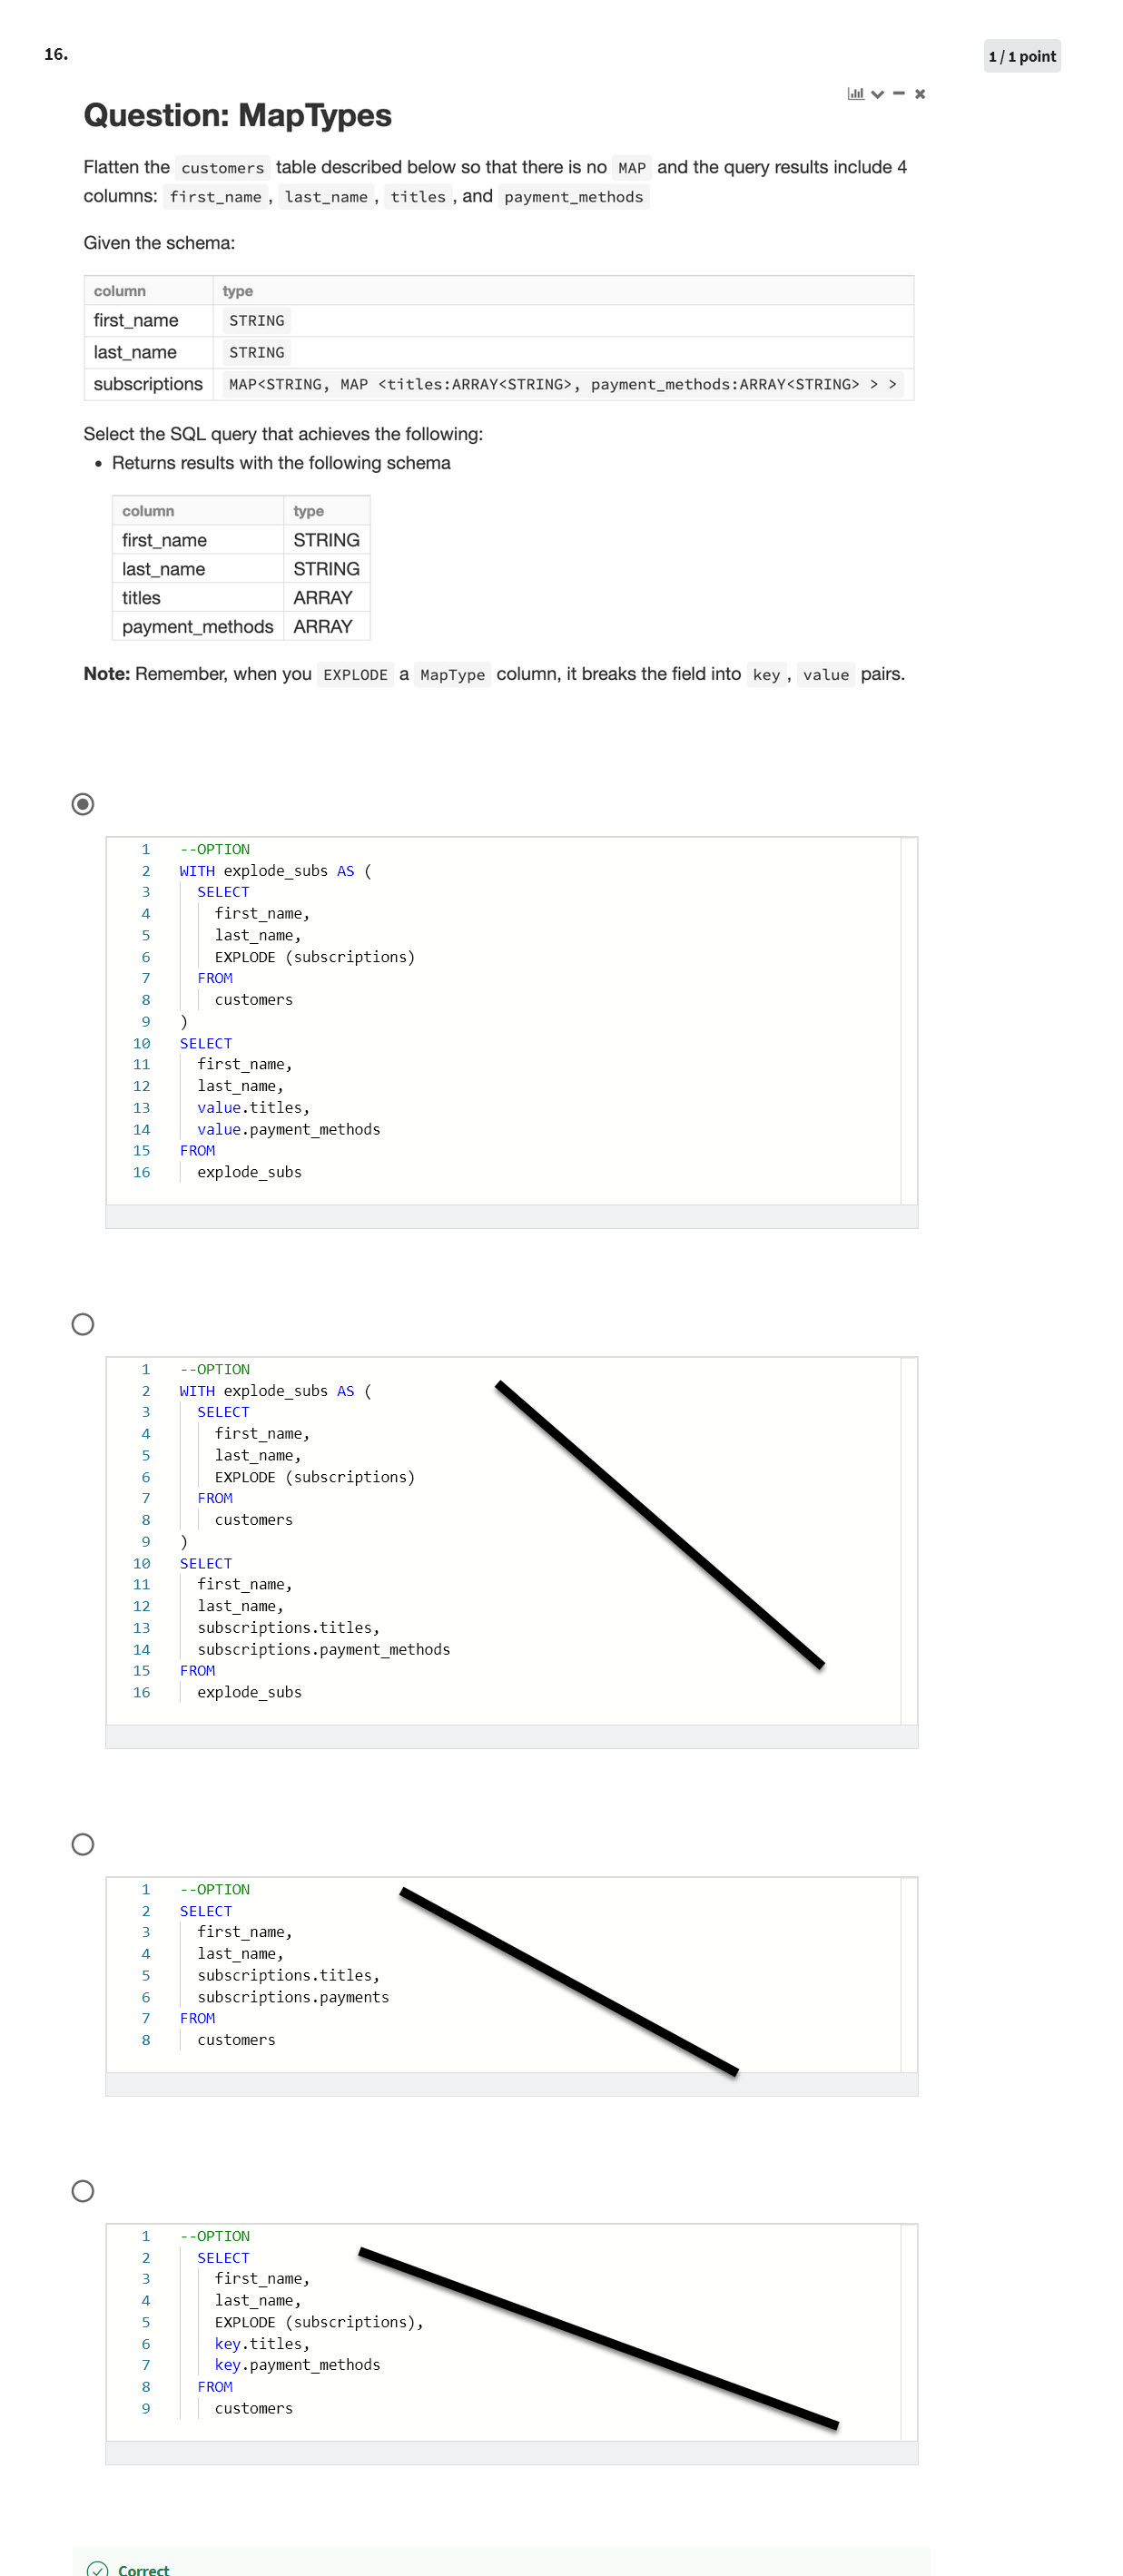 16.
1 / 1 point
Question: MapTypes
Flatten the customers table described below so that there is no MAP and the query results include 4
columns: first_name , last_name , titles , and payment_methods
Given the schema:
column type
first_name STRING
last_name STRING
subscriptions MAP<STRING, MAP <titles:ARRAY<STRING>, payment_methods:ARRAY<STRING> > >
Select the SQL query that achieves the following:
• Returns results with the following schema
column type
first_name STRING
last_name STRING
titles ARRAY
payment_methods ARRAY
Note: Remember, when you EXPLODE a MapType column, it breaks the field into key , value pairs.
1 --OPTION
2 WITH explode_subs AS (
3 SELECT
4 first_name,
5 last_name,
6 EXPLODE (subscriptions)
7 FROM
8 customers
9 )
10 SELECT
11 first_name,
12 last_name,
13 value.titles,
14 value.payment_methods
15 FROM
16 explode_subs
1 --OPTION
2 WITH explode_subs AS (
3 SELECT
4 first_name,
5 last_name,
6 EXPLODE (subscriptions)
7 FROM
8 customers
9 )
10 SELECT
11 first_name,
12 last_name,
13 subscriptions.titles,
14 subscriptions.payment_methods
15 FROM
16 explode_subs
1 --OPTION
2 SELECT
3 first_name,
4 last_name,
5 subscriptions.titles,
6 subscriptions.payments
7 FROM
8 customers
1 --OPTION
2 SELECT
3 first_name,
4 last_name,
5 EXPLODE (subscriptions),
6 key.titles,
7 key.payment_methods
8 FROM
9 customers
Correct